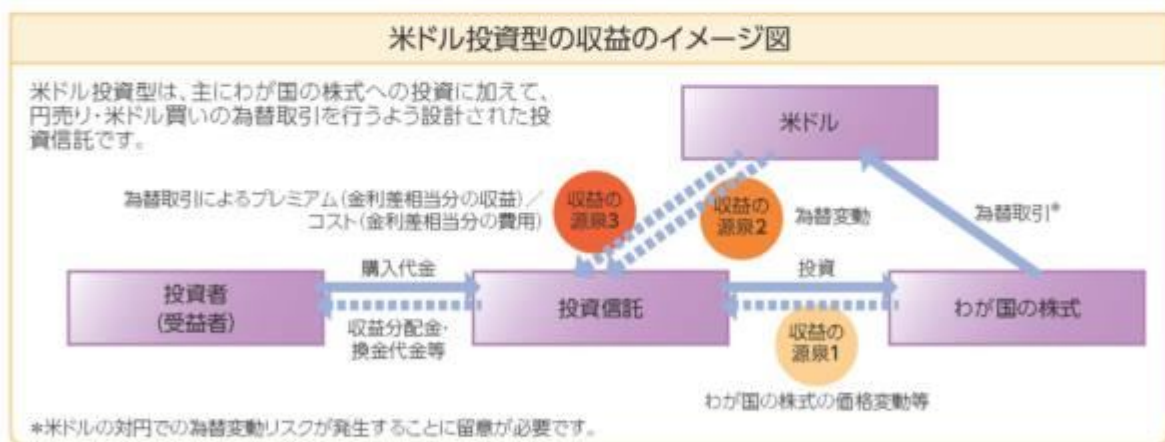 米ドル投資型の収益のイメージ図
米ドル投資型は、主にわが国の株式への投資に加えて、
円売り・米ドル買いの為替取引を行うよう設計された投
資信託です。
米ドル
為替取引によるプレミアム(金利差相当分の収益)/
コスト(金利差相当分の費用)
収益の
源泉3
収益の
源泉2
為替変動
為替取引*
購入代金
投資
投資者
(受益者)
投資信託
わが国の株式
収益分配金・
換金代金等
収益の
源泉1
わが国の株式の価格変動等
*米ドルの対円での為替変動リスクが発生することに留意が必要です。